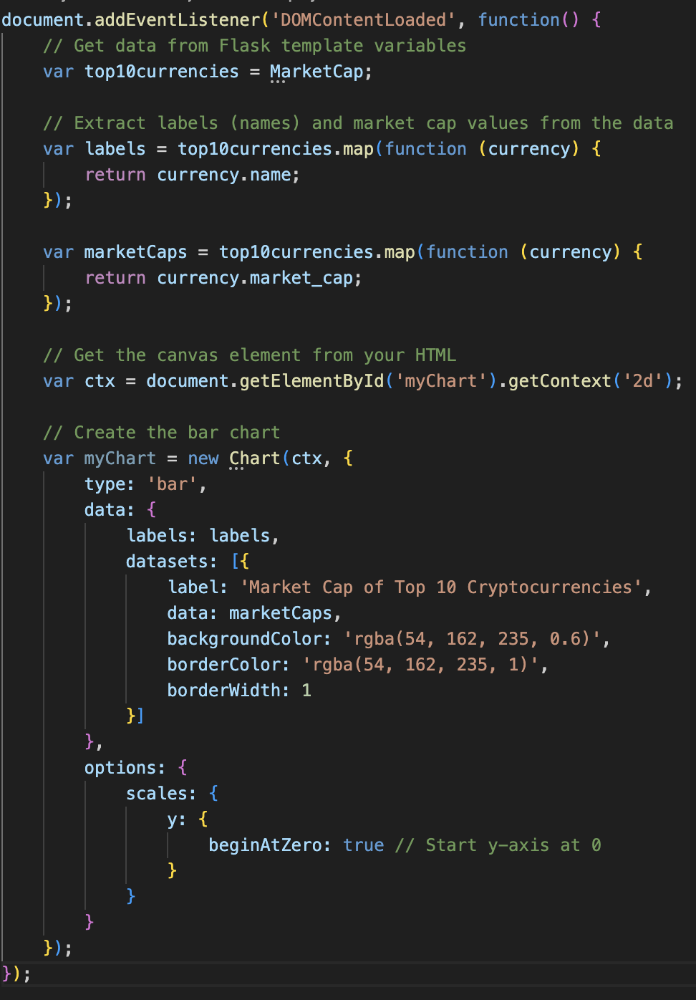 document.addEventListener('DOMContentLoaded', function() {
    // Get data from Flask template variables
    var top10currencies = MarketCap;

    // Extract labels (names) and market cap values from the data
    var labels = top10currencies.map(function (currency) {
        return currency.name;
    });

    var marketCaps = top10currencies.map(function (currency) {
        return currency.market_cap;
    });

    // Get the canvas element from your HTML
    var ctx = document.getElementById('myChart').getContext('2d');

    // Create the bar chart
    var myChart = new Chart(ctx, {
        type: 'bar',
        data: {
            labels: labels,
            datasets: [{
                label: 'Market Cap of Top 10 Cryptocurrencies',
                data: marketCaps,
                backgroundColor: 'rgba(54, 162, 235, 0.6)',
                borderColor: 'rgba(54, 162, 235, 1)',
                borderWidth: 1
            }]
        },
        options: {
            scales: {
                y: {
                    beginAtZero: true // Start y-axis at 0
                }
            }
        }
    });
});